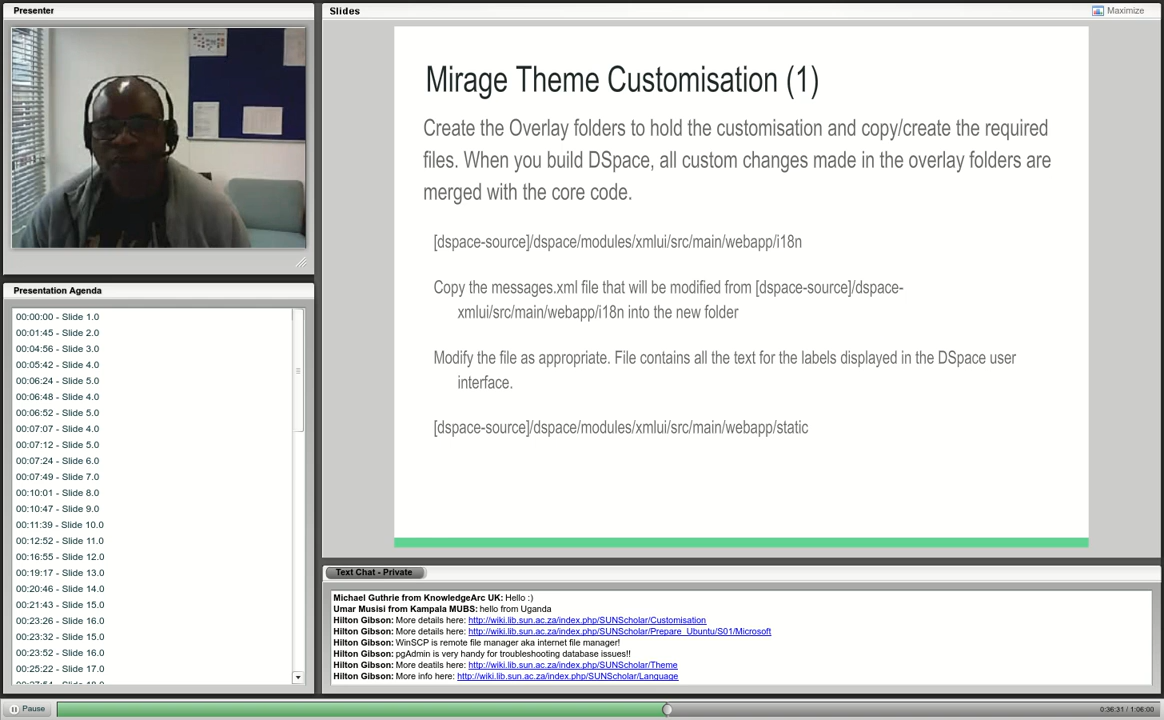 Presenter
Slides
Maximize
Mirage Theme Customisation (1)
Create the Overlay folders to hold the customisation and copy/create the required
files. When you build DSpace, all custom changes made in the overlay folders are
merged with the core code.
[dspace-source]/dspace/modules/xmlui/src/main/webapp/i18n
Copy the messages.xml file that will be modified from [dspace-source]/dspace-
xmlui/src/main/webapp/i18n into the new folder
Modify the file as appropriate. File contains all the text for the labels displayed in the DSpace user
interface.
[dspace-source]/dspace/modules/xmlui/src/main/webapp/static
Presentation Agenda
00:00:00 - Slide 1.0
00:01:45 - Slide 2.0
00:04:56 - Slide 3.0
00:05:42 - Slide 4.0
00:06:24 - Slide 5.0
00:06:48 - Slide 4.0
00:06:52 - Slide 5.0
00:07:07 - Slide 4.0
00:07:12 - Slide 5.0
00:07:24 - Slide 6.0
00:07:49 - Slide 7.0
00:10:01 - Slide 8.0
00:10:47 - Slide 9.0
00:11:39 - Slide 10.0
00:12:52 - Slide 11.0
00:16:55 - Slide 12.0
00:19:17 - Slide 13.0
00:20:46 - Slide 14.0
00:21:43 - Slide 15.0
00:23:26 - Slide 16.0
00:23:32 - Slide 15.0
00:23:52 - Slide 16.0
00:25:22 - Slide 17.0
Text Chat - Private
Michael Guthrie from KnowledgeArc UK: Hello :)
Umar Musisi from Kampala MUBS: hello from Uganda
Hilton Gibson: More details here: http://wiki.lib.sun.ac.za/index.php/SUNScholar/Customisation
Hilton Gibson: More details here: http://wiki.lib.sun.ac.za/index.php/SUNScholar/Prepare_Ubuntu/S01/Microsoft
Hilton Gibson: WinSCP is remote file manager aka internet file manager!
Hilton Gibson: pgAdmin is very handy for troubleshooting database issues!!
Hilton Gibson: More deatils here: http://wiki.lib.sun.ac.za/index.php/SUNScholar/Theme
Hilton Gibson: More info here: http://wiki.lib.sun.ac.za/index.php/SUNScholar/Language
Pause
0:36:31 / 1:06:00